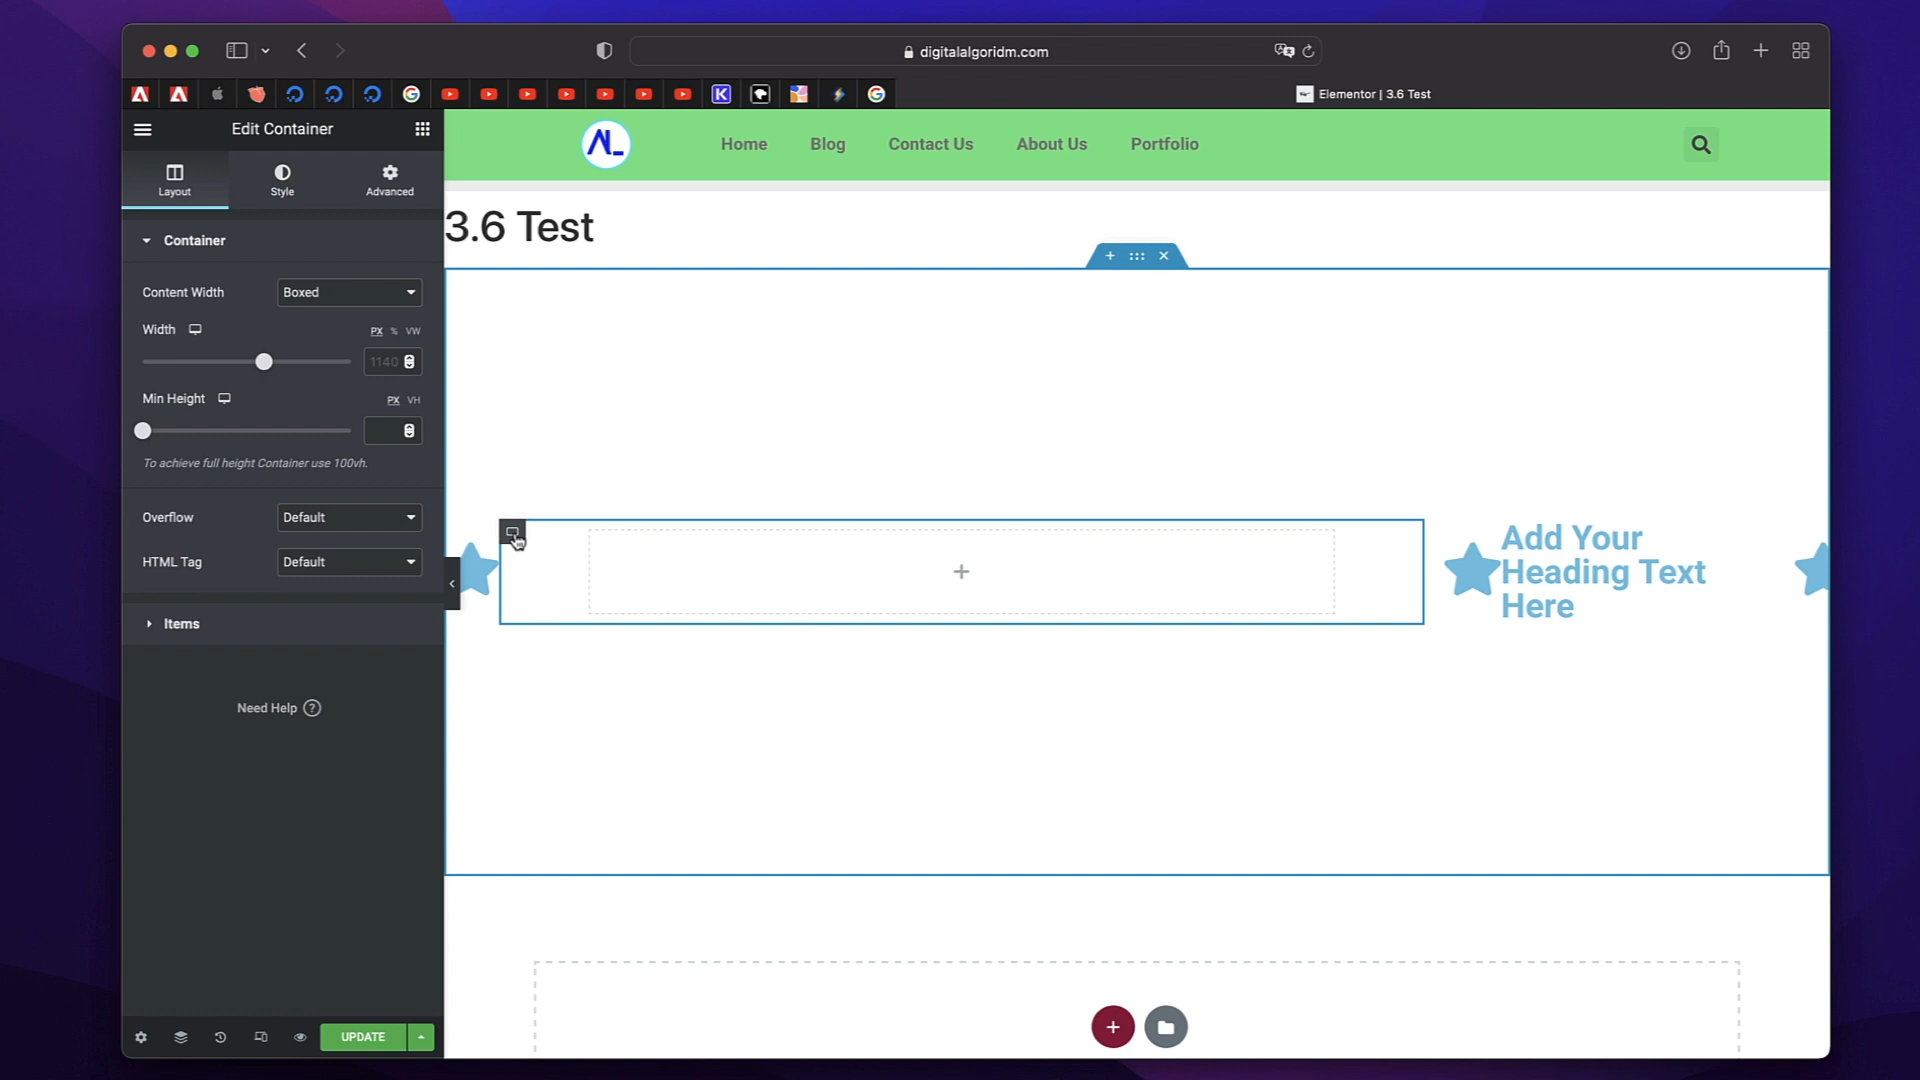 digitalalgoridm.com
Elementor | 3.6 Test
Edit Container
Layout
Style
Advanced
Container
Content Width
Boxed
Width
PX % VW
1140
Min Height
PX VH
To achieve full height Container use 100vh.
Overflow
Default
HTML Tag
Default
Items
Need Help
UPDATE
Home
Blog
Contact Us
About Us
Portfolio
3.6 Test
Add Your
Heading Text
Here